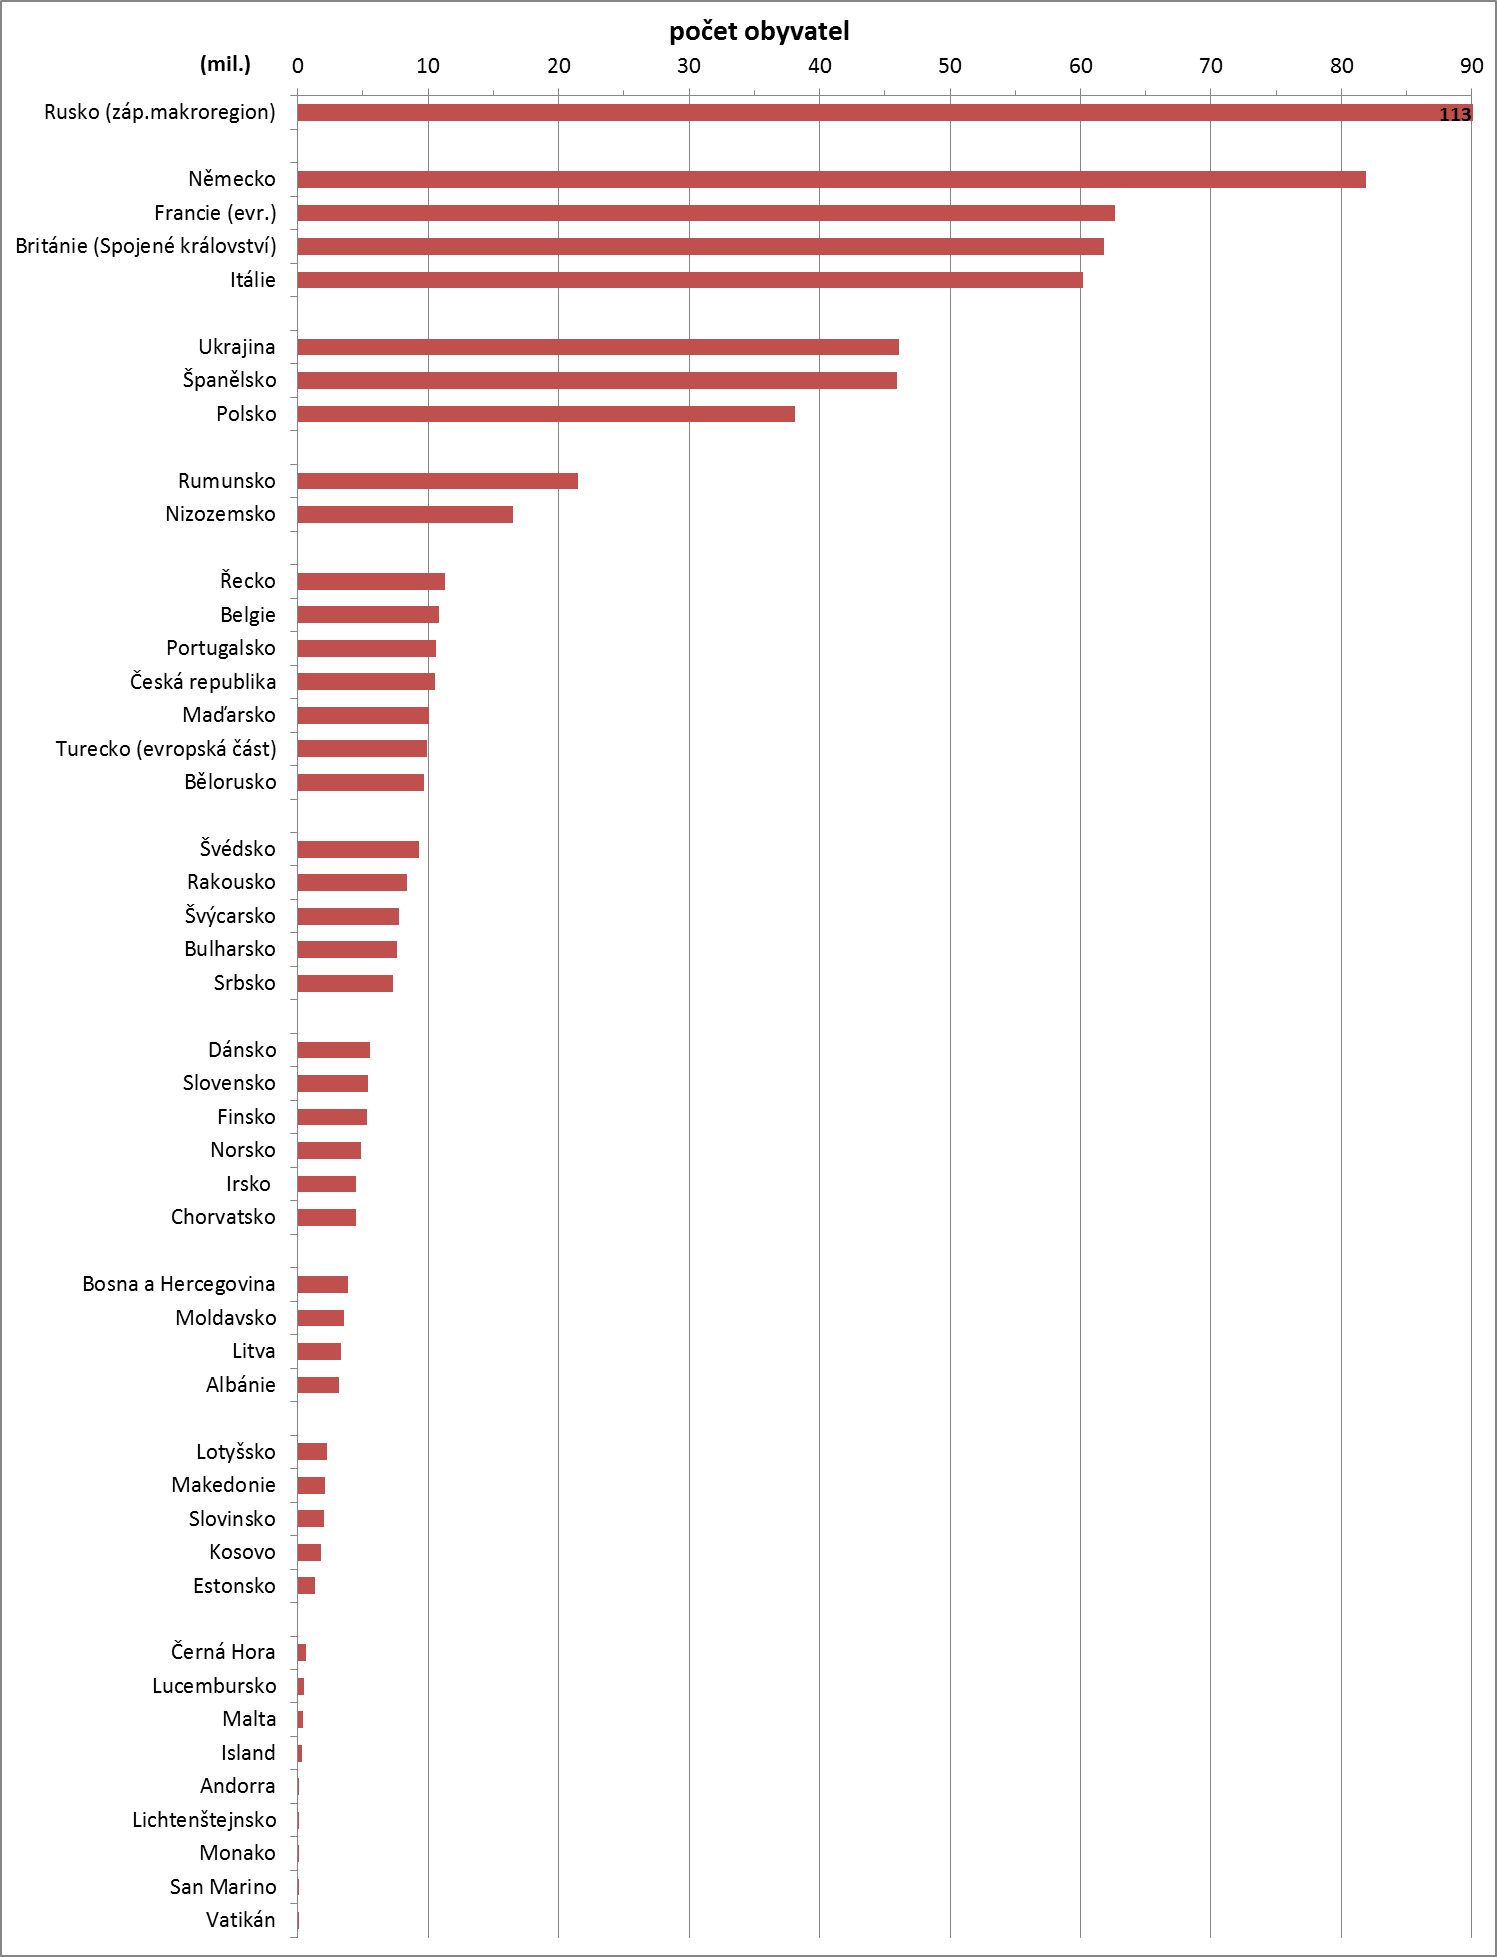 počet obyvatel
(mil.) 0 10 20 30 40 50 60 70 80 90
Rusko (záp.makroregion) 113
Německo
Francie (evr.)
Británie (Spojené království)
Itálie
Ukrajina
Španělsko
Polsko
Rumunsko
Nizozemsko
Řecko
Belgie
Portugalsko
Česká republika
Maďarsko
Turecko (evropská část)
Bělorusko
Švédsko
Rakousko
Švýcarsko
Bulharsko
Srbsko
Dánsko
Slovensko
Finsko
Norsko
Irsko
Chorvatsko
Bosna a Hercegovina
Moldavsko
Litva
Albánie
Lotyšsko
Makedonie
Slovinsko
Kosovo
Estonsko
Černá Hora
Lucembursko
Malta
Island
Andorra
Lichtenštejnsko
Monako
San Marino
Vatikán